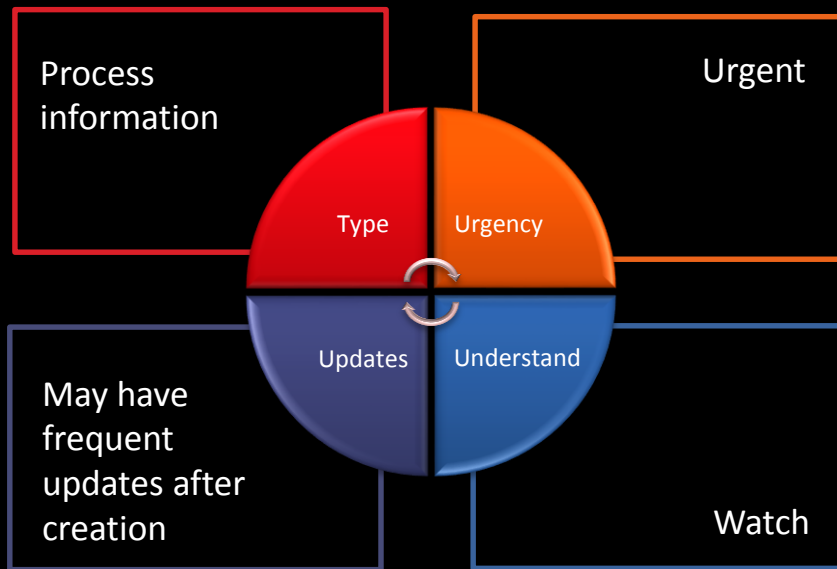 Process
information
Urgent
Type
Urgency
Updates
Understand
May have
frequent
updates after
creation
Watch